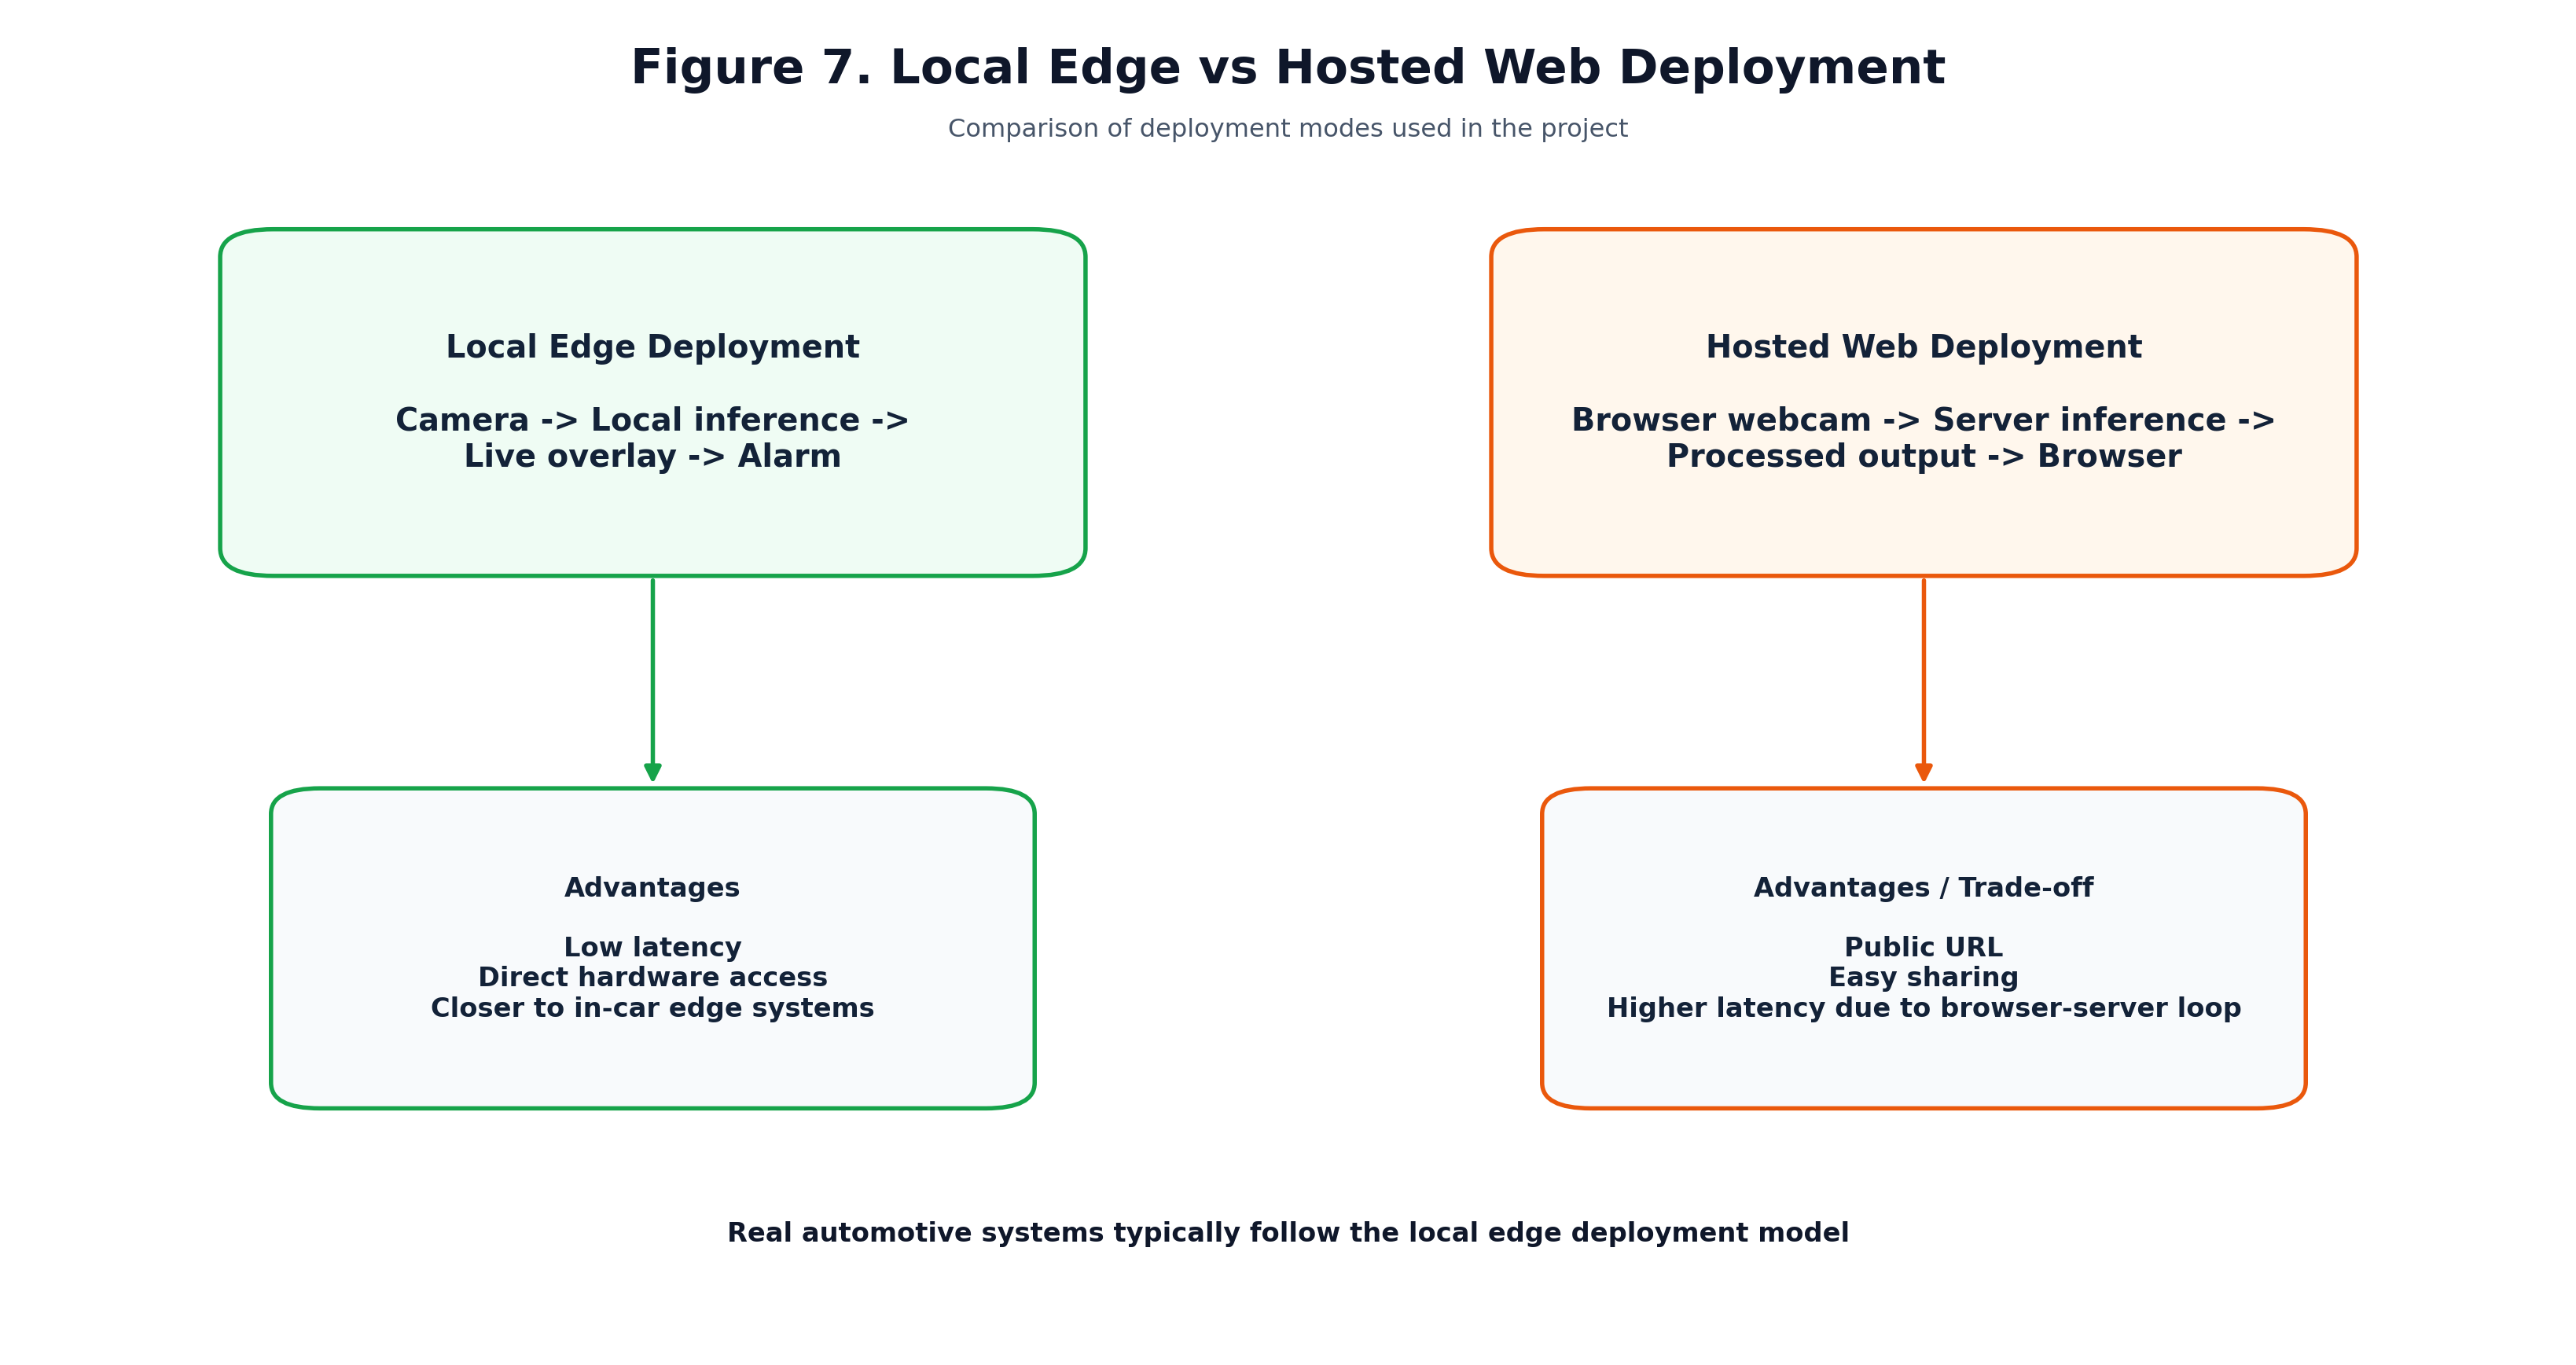 Figure 7. Local Edge vs Hosted Web Deployment
Comparison of deployment modes used in the project
Local Edge Deployment
Camera -> Local inference ->
Live overlay -> Alarm
Hosted Web Deployment
Browser webcam -> Server inference ->
Processed output -> Browser
Advantages
Low latency
Direct hardware access
Closer to in-car edge systems
Advantages / Trade-off
Public URL
Easy sharing
Higher latency due to browser-server loop
Real automotive systems typically follow the local edge deployment model